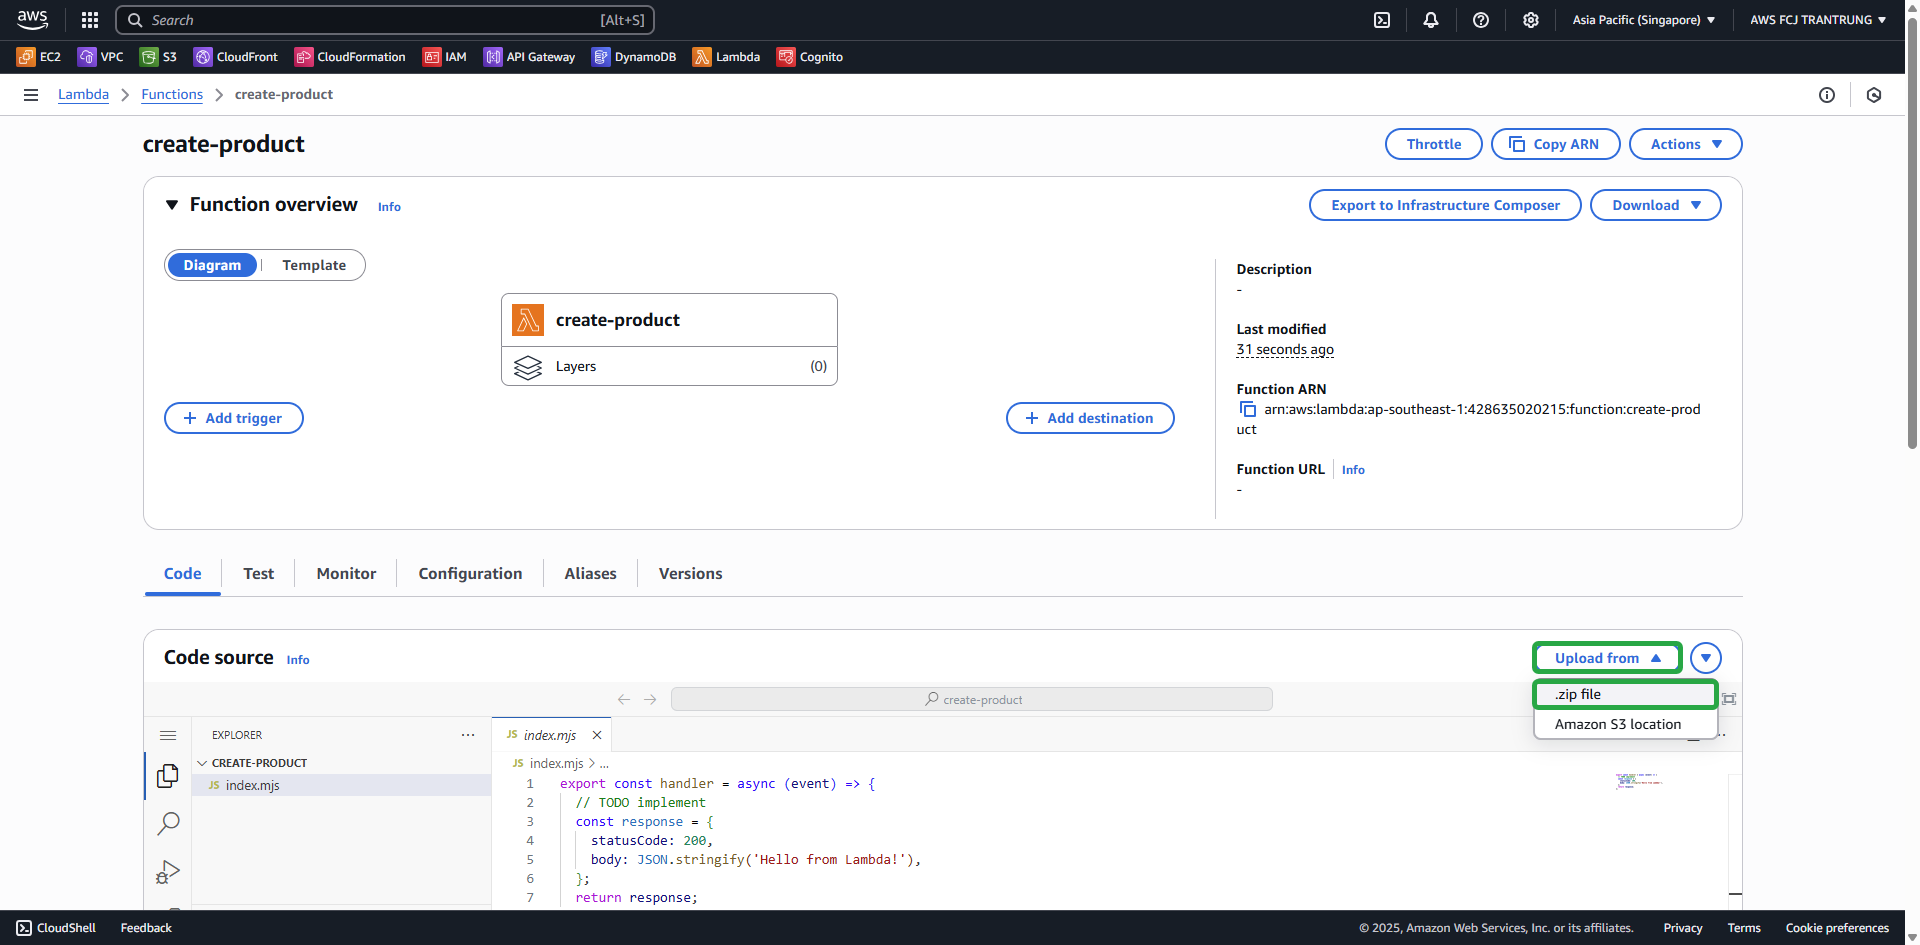 aws
Search [Alt+S]
Asia Pacific (Singapore) AWS FCJ TRANTRUNG
EC2 VPC S3 CloudFront CloudFormation IAM API Gateway DynamoDB Lambda Cognito
Lambda Functions create-product
create-product
Throttle Copy ARN Actions
Function overview Info
Export to Infrastructure Composer Download
Diagram Template
create-product
Layers (0)
Add trigger
Add destination
Description
-
Last modified
31 seconds ago
Function ARN
arn:aws:lambda:ap-southeast-1:428635020215:function:create-prod
uct
Function URL Info
-
Code Test Monitor Configuration Aliases Versions
Code source Info
Upload from
.zip file
Amazon S3 location
create-product
EXPLORER ...
CREATE-PRODUCT
JS index.mjs
JS index.mjs
JS index.mjs > ...
1 export const handler = async (event) => {
2 // TODO implement
3 const response = {
4 statusCode: 200,
5 body: JSON.stringify('Hello from Lambda!'),
6 };
7 return response;
CloudShell Feedback
© 2025, Amazon Web Services, Inc. or its affiliates. Privacy Terms Cookie preferences